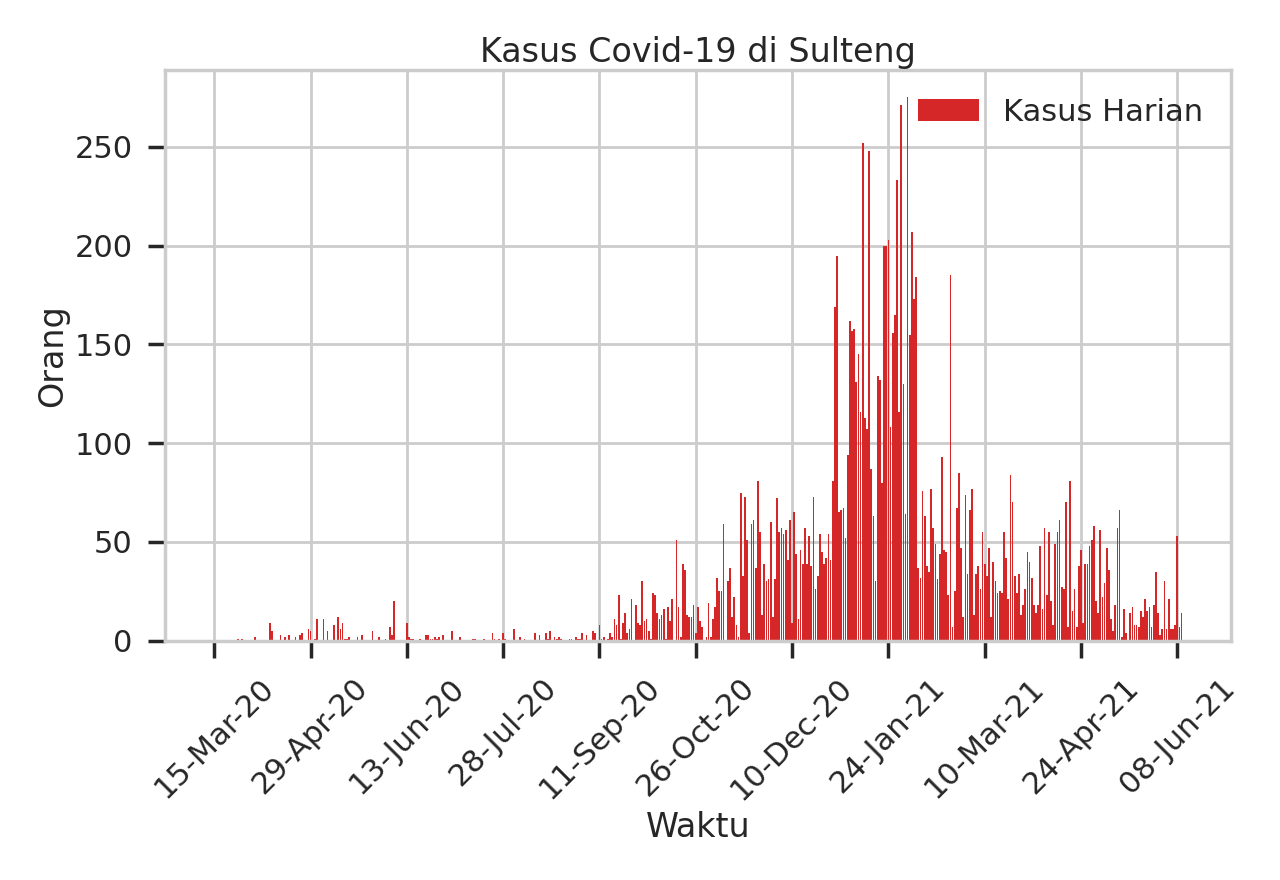 Kasus Covid-19 di Sulteng
Kasus Harian
Orang
250
200
150
100
50
0
15-Mar-20
29-Apr-20
13-Jun-20
28-Jul-20
11-Sep-20
26-Oct-20
10-Dec-20
24-Jan-21
10-Mar-21
24-Apr-21
08-Jun-21
Waktu